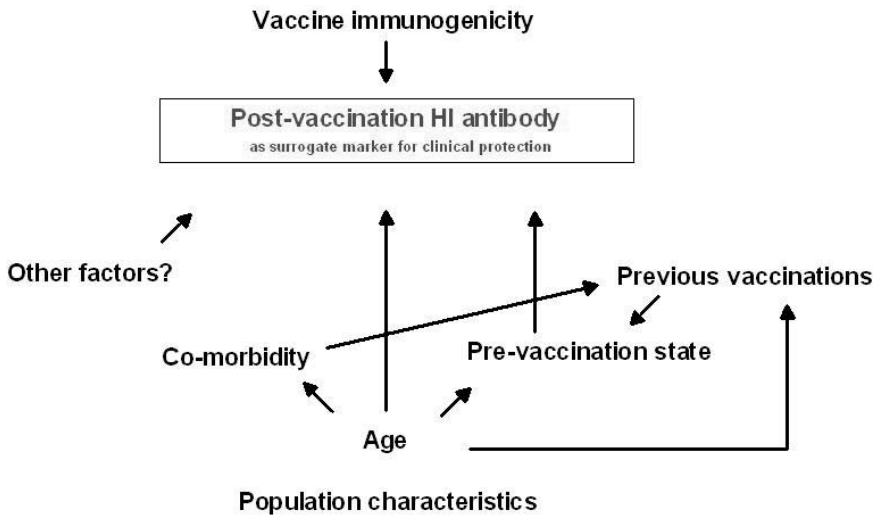 Vaccine immunogenicity
Post-vaccination HI antibody
as surrogate marker for clinical protection
Other factors?
Previous vaccinations
Co-morbidity
Pre-vaccination state
Age
Population characteristics